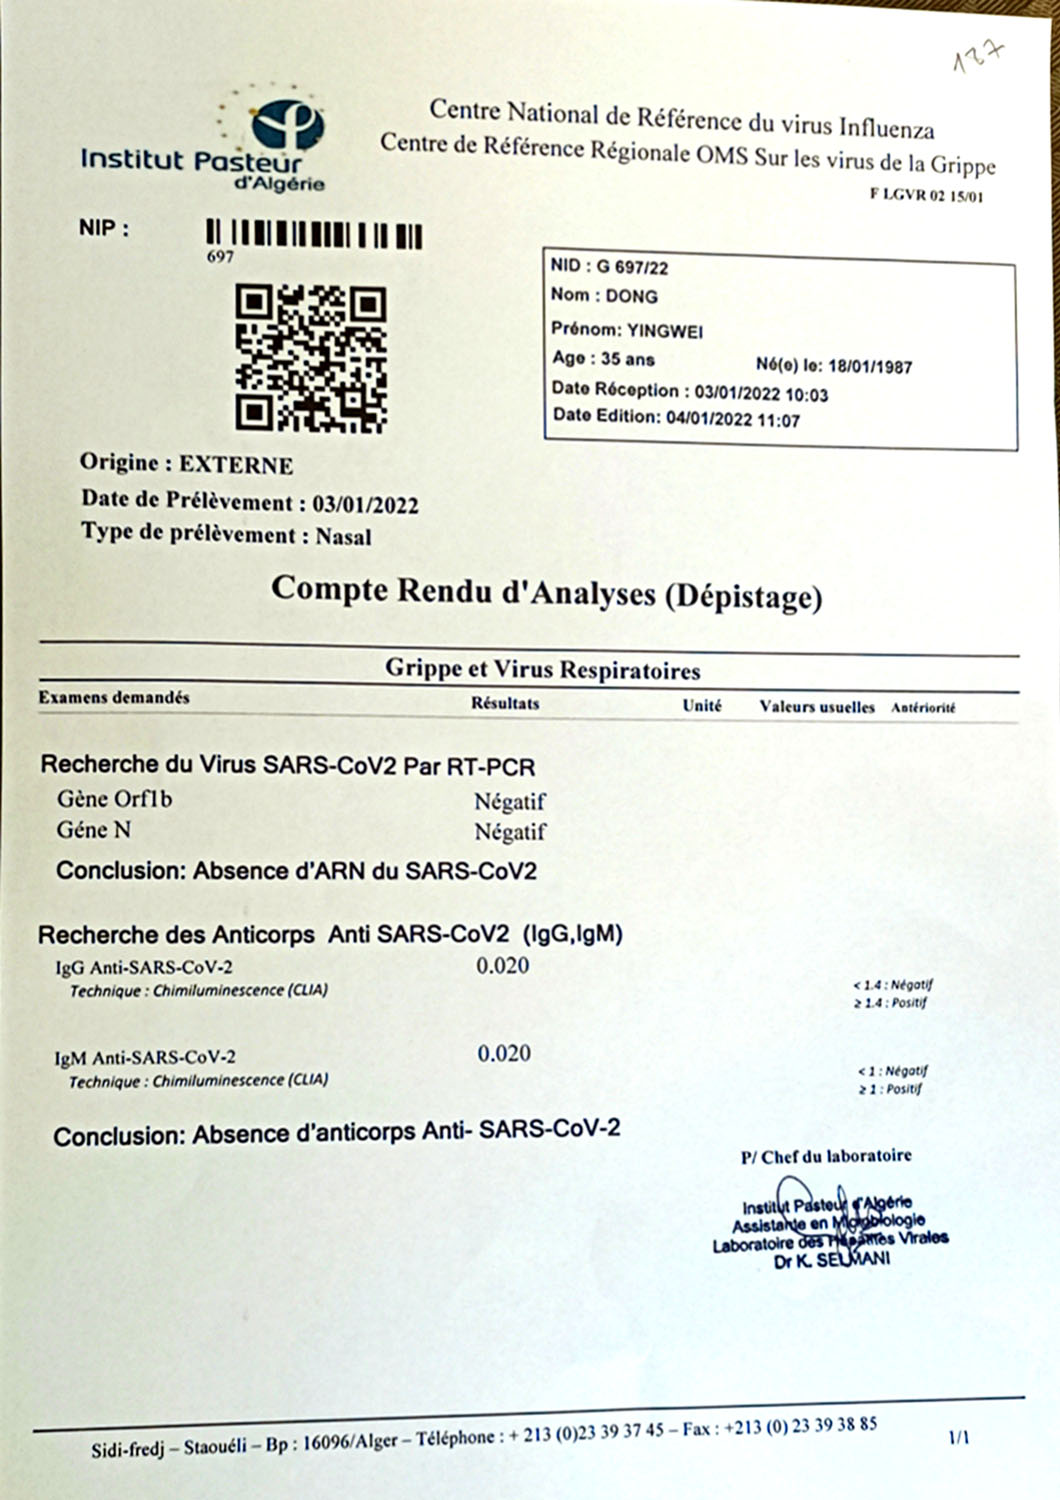 127
Institut Pasteur
d'Algérie
Centre National de Référence du virus Influenza
Centre de Référence Régionale OMS Sur les virus de la Grippe
F LGVR 02 15/01
NIP :
697
NID : G 697/22
Nom : DONG
Prénom: YINGWEI
Age : 35 ans Né(e) le: 18/01/1987
Date Réception : 03/01/2022 10:03
Date Edition: 04/01/2022 11:07
Origine : EXTERNE
Date de Prélèvement : 03/01/2022
Type de prélèvement : Nasal
Compte Rendu d'Analyses (Dépistage)
Grippe et Virus Respiratoires
Examens demandés Résultats Unité Valeurs usuelles Antériorité
Recherche du Virus SARS-CoV2 Par RT-PCR
Gène Orf1b Négatif
Géne N Négatif
Conclusion: Absence d'ARN du SARS-CoV2
Recherche des Anticorps Anti SARS-CoV2 (IgG,IgM)
IgG Anti-SARS-CoV-2 0.020
Technique : Chimiluminescence (CLIA)
< 1.4 : Négatif
≥ 1.4 : Positif
IgM Anti-SARS-CoV-2 0.020
Technique : Chimiluminescence (CLIA)
< 1 : Négatif
≥ 1 : Positif
Conclusion: Absence d'anticorps Anti- SARS-CoV-2
P/ Chef du laboratoire
Institut Pasteur d'Algérie
Assistante en Microbiologie
Laboratoire des Hépatites Virales
Dr K. SELMANI
Sidi-fredj – Staouéli – Bp : 16096/Alger – Téléphone : + 213 (0)23 39 37 45 – Fax : +213 (0) 23 39 38 85
1/1